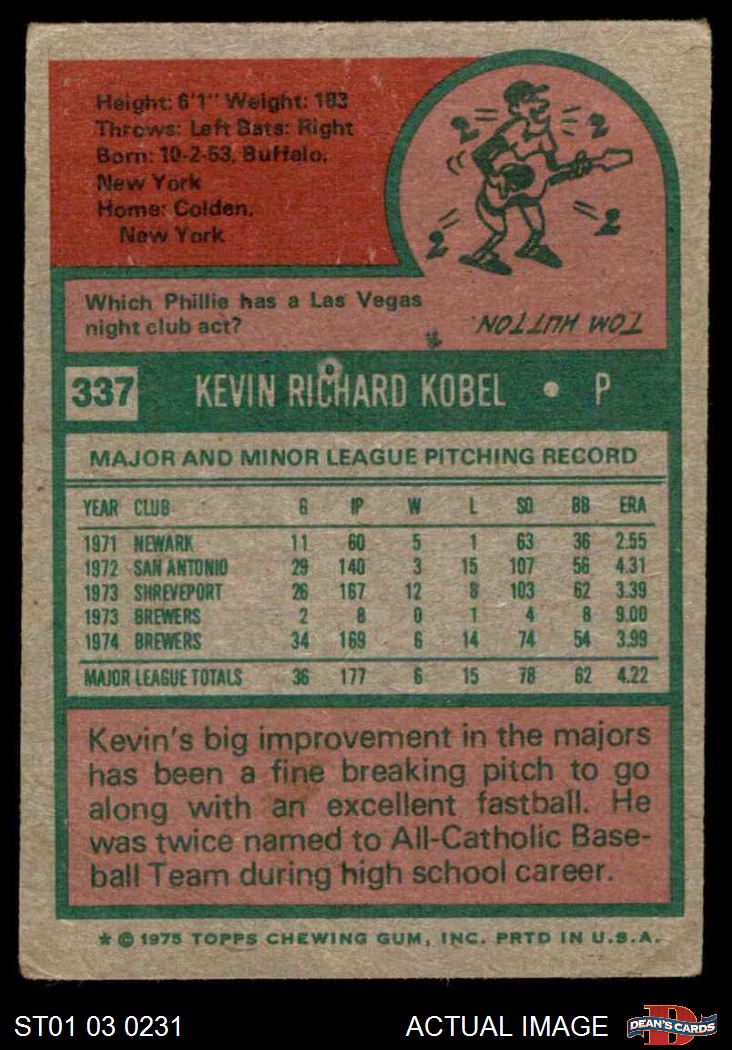 Height: 6'1" Weight: 183
Throws: Left Bats: Right
Born: 10-2-53, Buffalo,
New York
Home: Colden,
New York
2 2
2 2
Which Phillie has a Las Vegas
night club act?
TOM HUTTON.
337 KEVIN RICHARD KOBEL • P
MAJOR AND MINOR LEAGUE PITCHING RECORD
YEAR CLUB G IP W L SO BB ERA
1971 NEWARK 11 60 5 1 63 36 2.55
1972 SAN ANTONIO 29 140 3 15 107 56 4.31
1973 SHREVEPORT 26 167 12 8 103 62 3.39
1973 BREWERS 2 8 0 1 4 8 9.00
1974 BREWERS 34 169 6 14 74 54 3.99
MAJOR LEAGUE TOTALS 36 177 6 15 78 62 4.22
Kevin's big improvement in the majors
has been a fine breaking pitch to go
along with an excellent fastball. He
was twice named to All-Catholic Base-
ball Team during high school career.
* © 1975 TOPPS CHEWING GUM, INC. PRTD IN U.S.A.
ST01 03 0231 ACTUAL IMAGE D DEAN'S CARDS